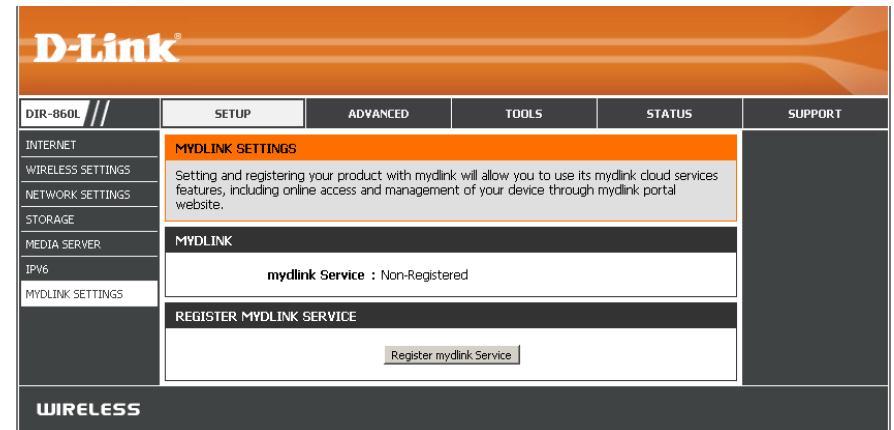 D-Link®
DIR-860L
SETUP
ADVANCED
TOOLS
STATUS
SUPPORT
INTERNET
WIRELESS SETTINGS
NETWORK SETTINGS
STORAGE
MEDIA SERVER
IPV6
MYDLINK SETTINGS
MYDLINK SETTINGS
Setting and registering your product with mydlink will allow you to use its mydlink cloud services
features, including online access and management of your device through mydlink portal
website.
MYDLINK
mydlink Service : Non-Registered
REGISTER MYDLINK SERVICE
Register mydlink Service
WIRELESS